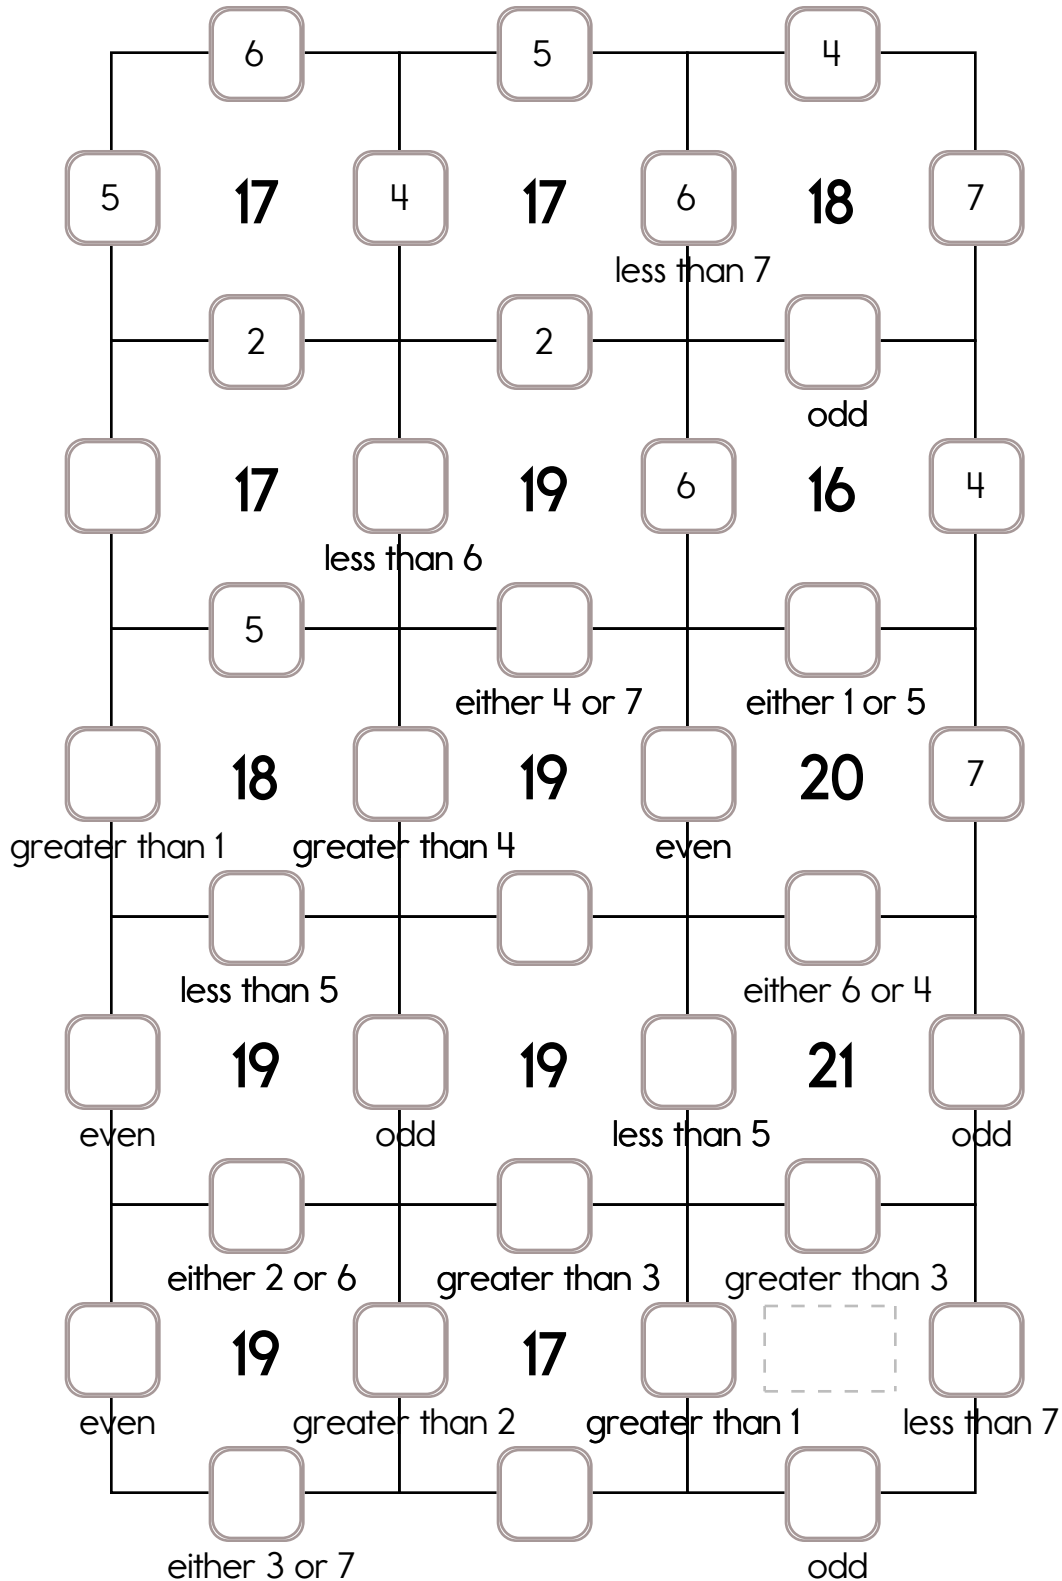 6 5 4
5 17 4 17 6 18 7
less than 7
2 2
odd
17 19 6 16 4
less than 6
5
either 4 or 7 either 1 or 5
18 19 20 7
greater than 1 greater than 4 even
less than 5 either 6 or 4
19 19 21
even odd less than 5 odd
either 2 or 6 greater than 3 greater than 3
19 17
even greater than 2 greater than 1 less than 7
either 3 or 7 odd